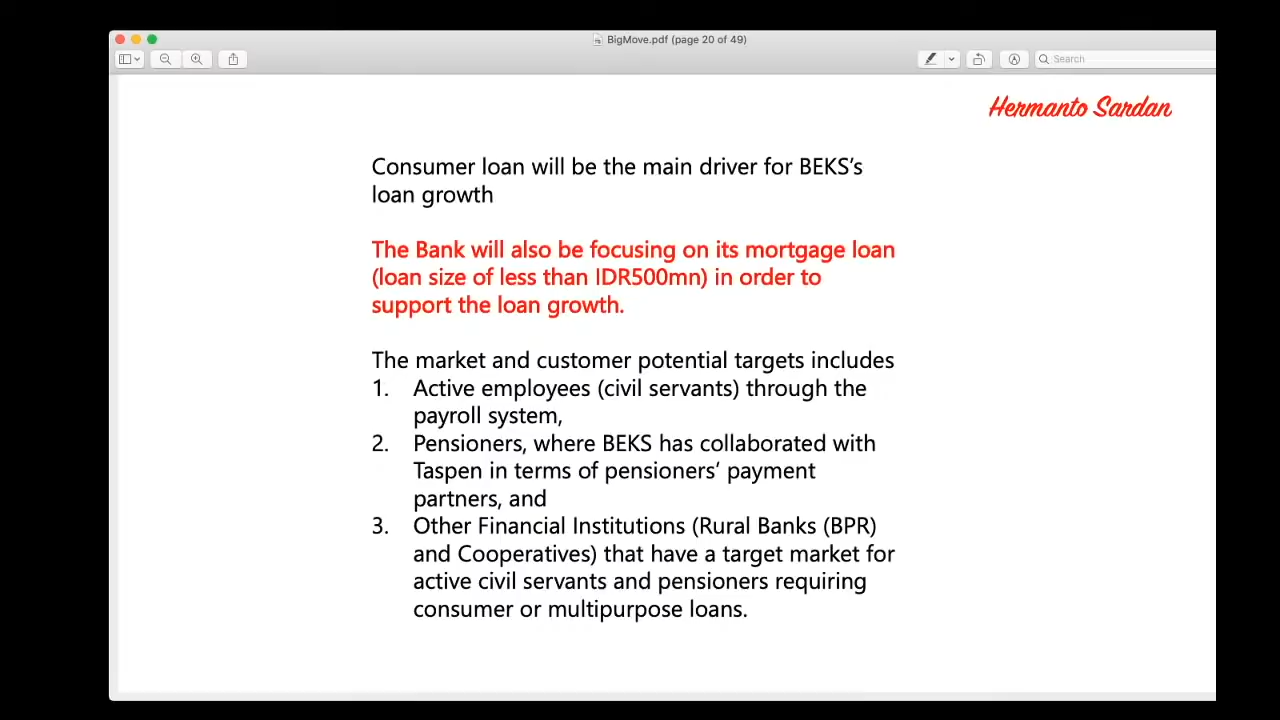 BigMove.pdf (page 20 of 49)
Search
Hermanto Sardan
Consumer loan will be the main driver for BEKS's
loan growth
The Bank will also be focusing on its mortgage loan
(loan size of less than IDR500mn) in order to
support the loan growth.
The market and customer potential targets includes
1. Active employees (civil servants) through the
payroll system,
2. Pensioners, where BEKS has collaborated with
Taspen in terms of pensioners’ payment
partners, and
3. Other Financial Institutions (Rural Banks (BPR)
and Cooperatives) that have a target market for
active civil servants and pensioners requiring
consumer or multipurpose loans.